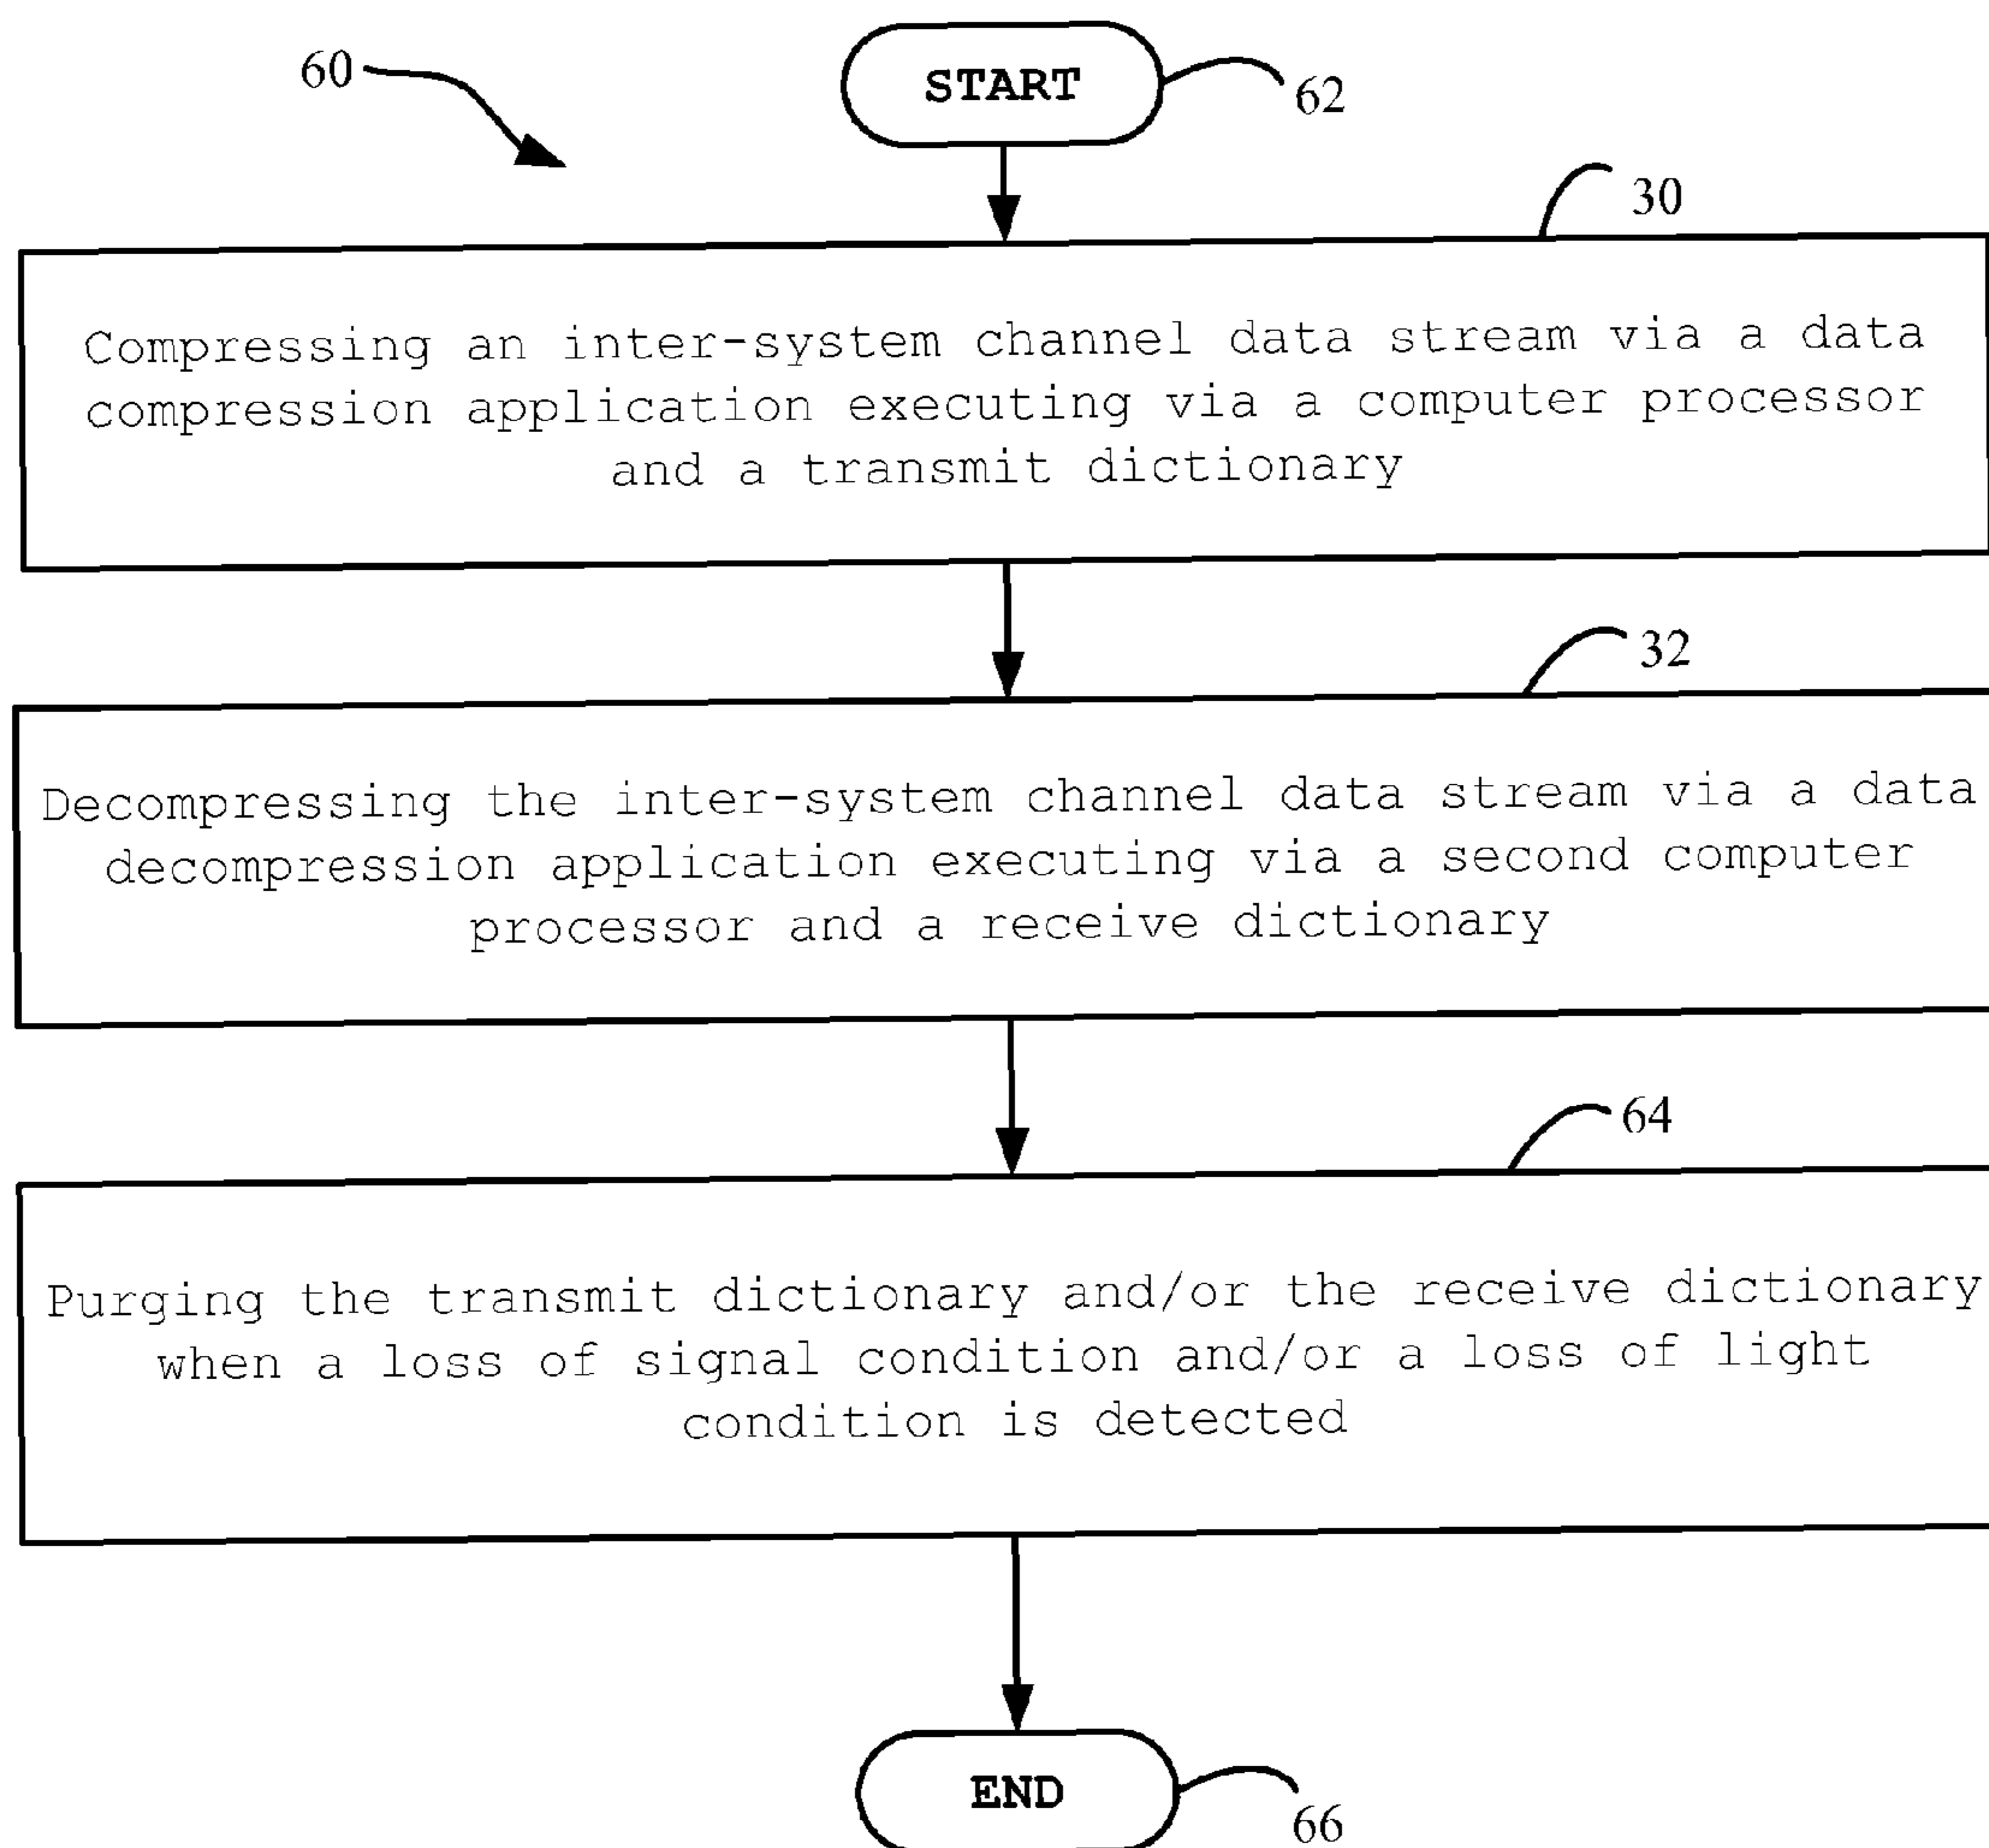 60
START
62
30
Compressing an inter-system channel data stream via a data
compression application executing via a computer processor
and a transmit dictionary
32
Decompressing the inter-system channel data stream via a data
decompression application executing via a second computer
processor and a receive dictionary
64
Purging the transmit dictionary and/or the receive dictionary
when a loss of signal condition and/or a loss of light
condition is detected
END
66